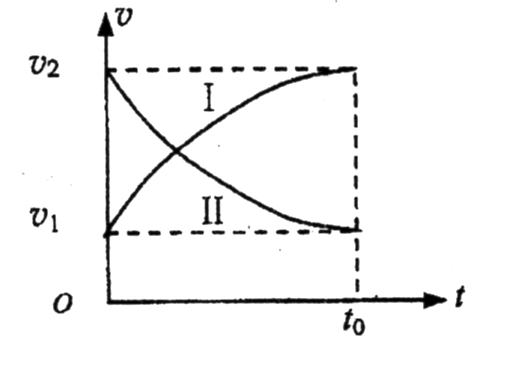 v
v₂
I
v₁
II
O
t₀
t